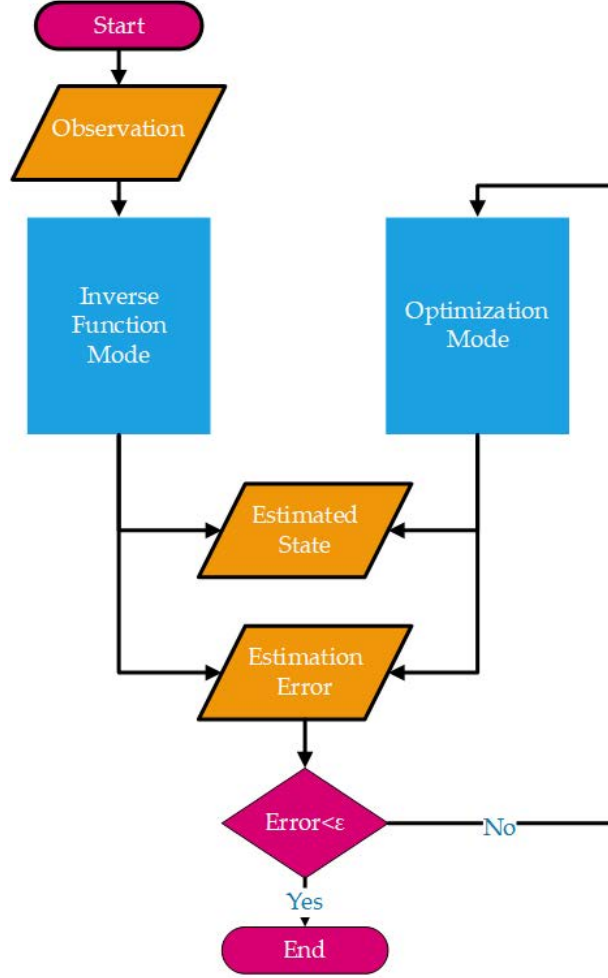 Start
Observation
Inverse
Function
Mode
Optimization
Mode
Estimated
State
Estimation
Error
Error<ε
No
Yes
End